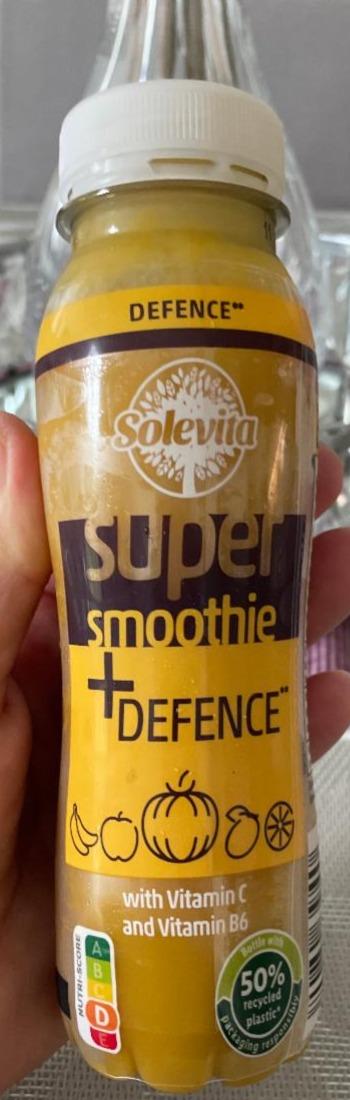 DEFENCE••
Solevita
super
smoothie
+DEFENCE••
with Vitamin C
and Vitamin B6
NUTRI-SCORE
A
B
C
D
E
Bottle with
50%
recycled
plastic*
packaging responsibly